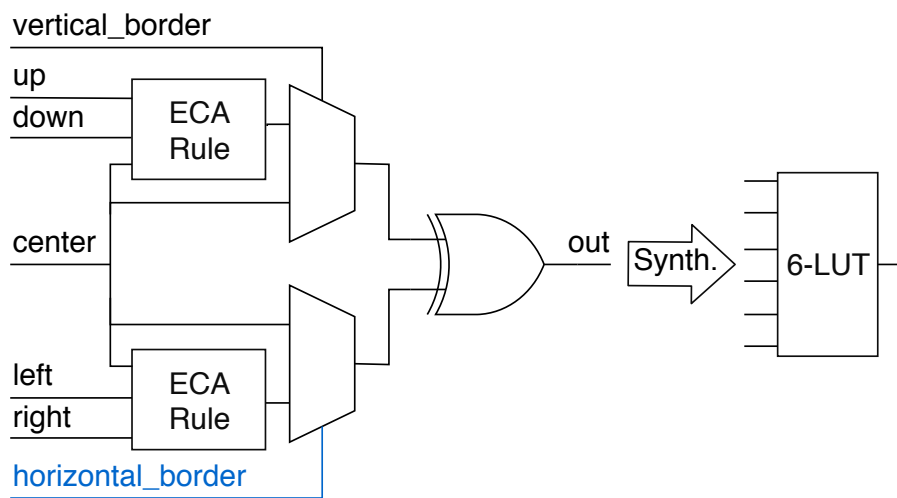 vertical_border
up
down
ECA
Rule
center
out
Synth.
6-LUT
left
right
ECA
Rule
horizontal_border